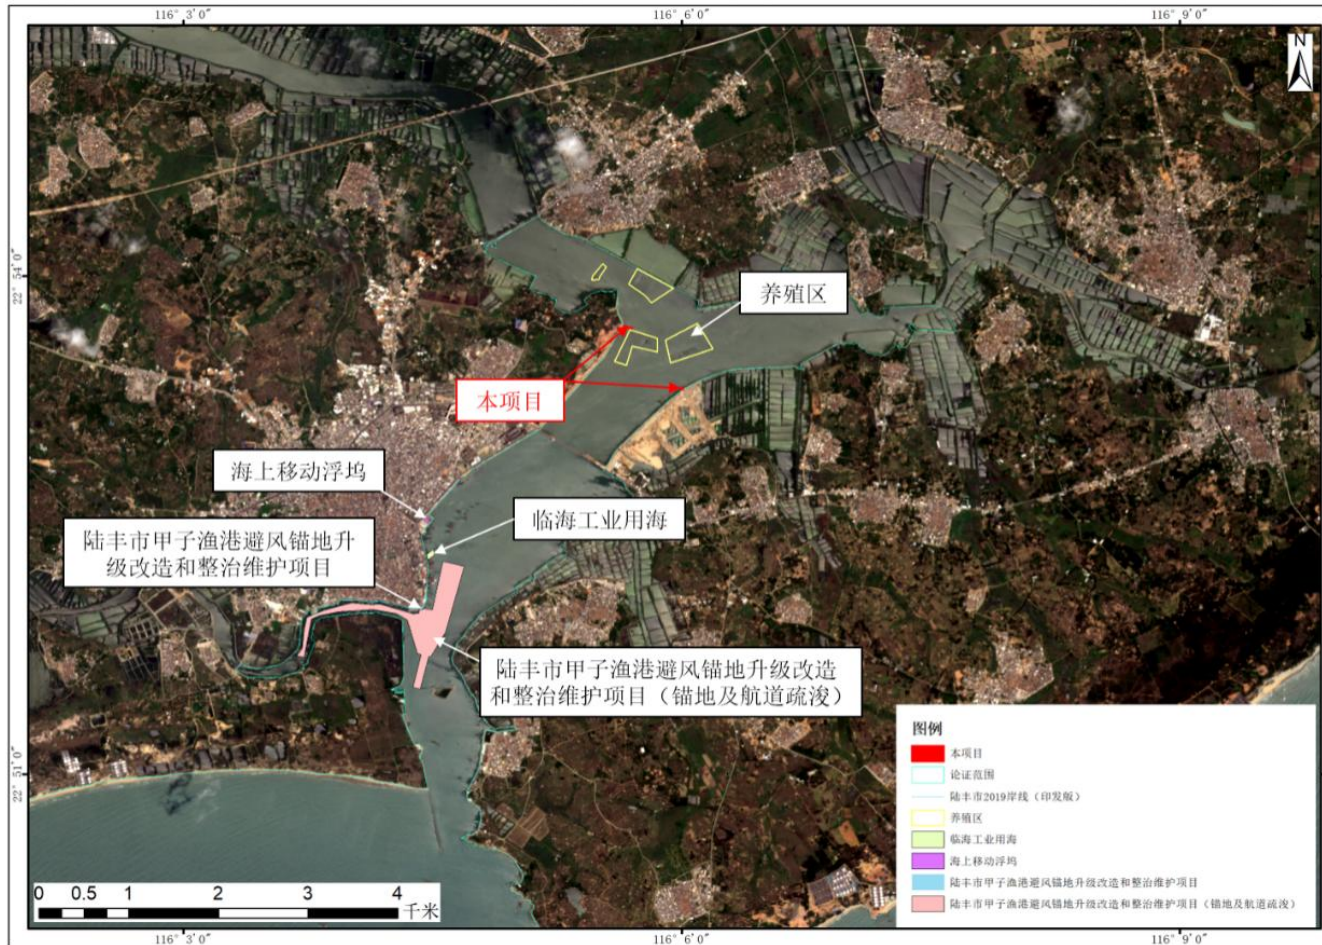 116° 3′0″
116° 6′0″
116° 9′0″
N
22° 54′0″
养殖区
本项目
海上移动浮坞
临海工业用海
陆丰市甲子渔港避风锚地升
级改造和整治维护项目
陆丰市甲子渔港避风锚地升级改造
和整治维护项目（锚地及航道疏浚）
22° 51′0″
图例
本项目
论证范围
陆丰市2019岸线（印发版）
养殖区
临海工业用海
海上移动浮坞
陆丰市甲子渔港避风锚地升级改造和整治维护项目
陆丰市甲子渔港避风锚地升级改造和整治维护项目（锚地及航道疏浚）
0 0.5 1 2 3 4
千米
116° 3′0″
116° 6′0″
116° 9′0″